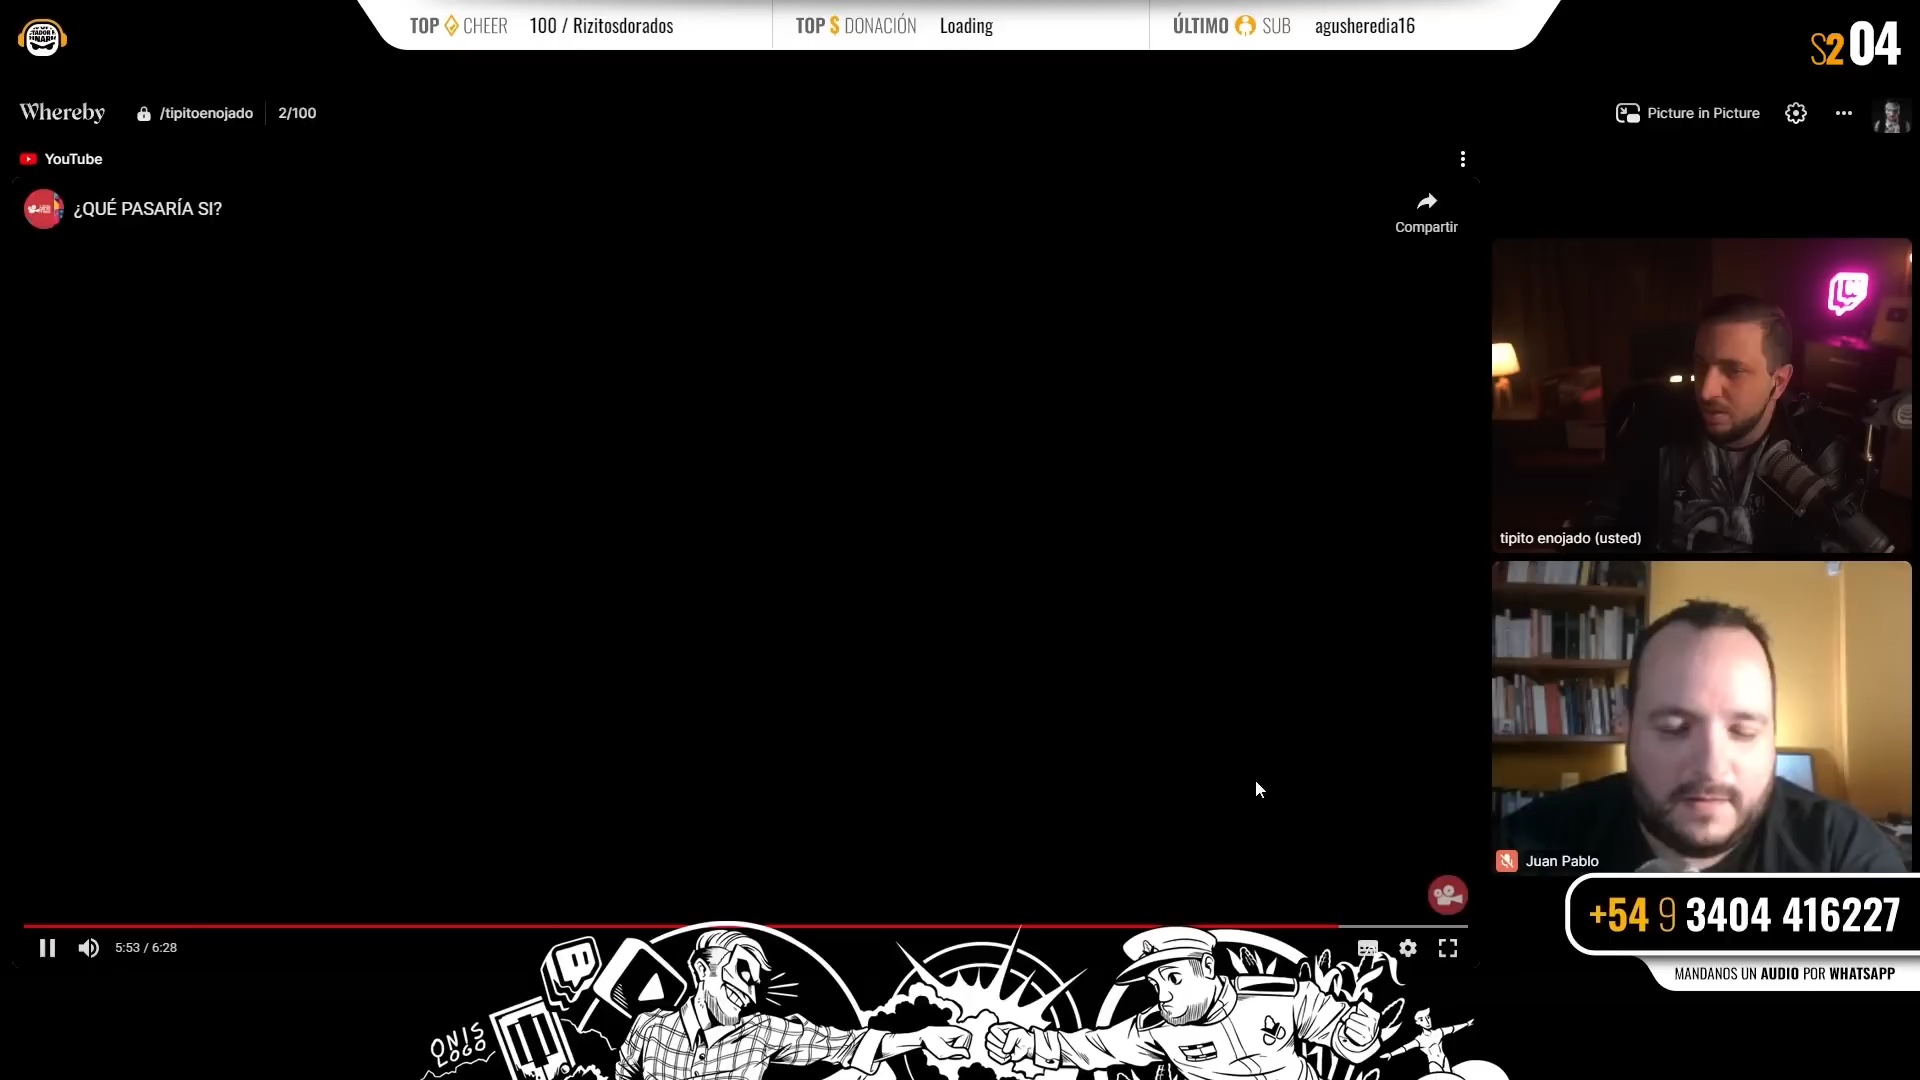 TOP CHEER 100 / Rizitosdorados
TOP $ DONACIÓN Loading
ÚLTIMO SUB agusheredia16
S2 04
Whereby /tipitoenojado 2/100
Picture in Picture
YouTube
¿QUÉ PASARÍA SI?
Compartir
tipito enojado (usted)
Juan Pablo
+54 9 3404 416227
MANDANOS UN AUDIO POR WHATSAPP
5:53 / 6:28